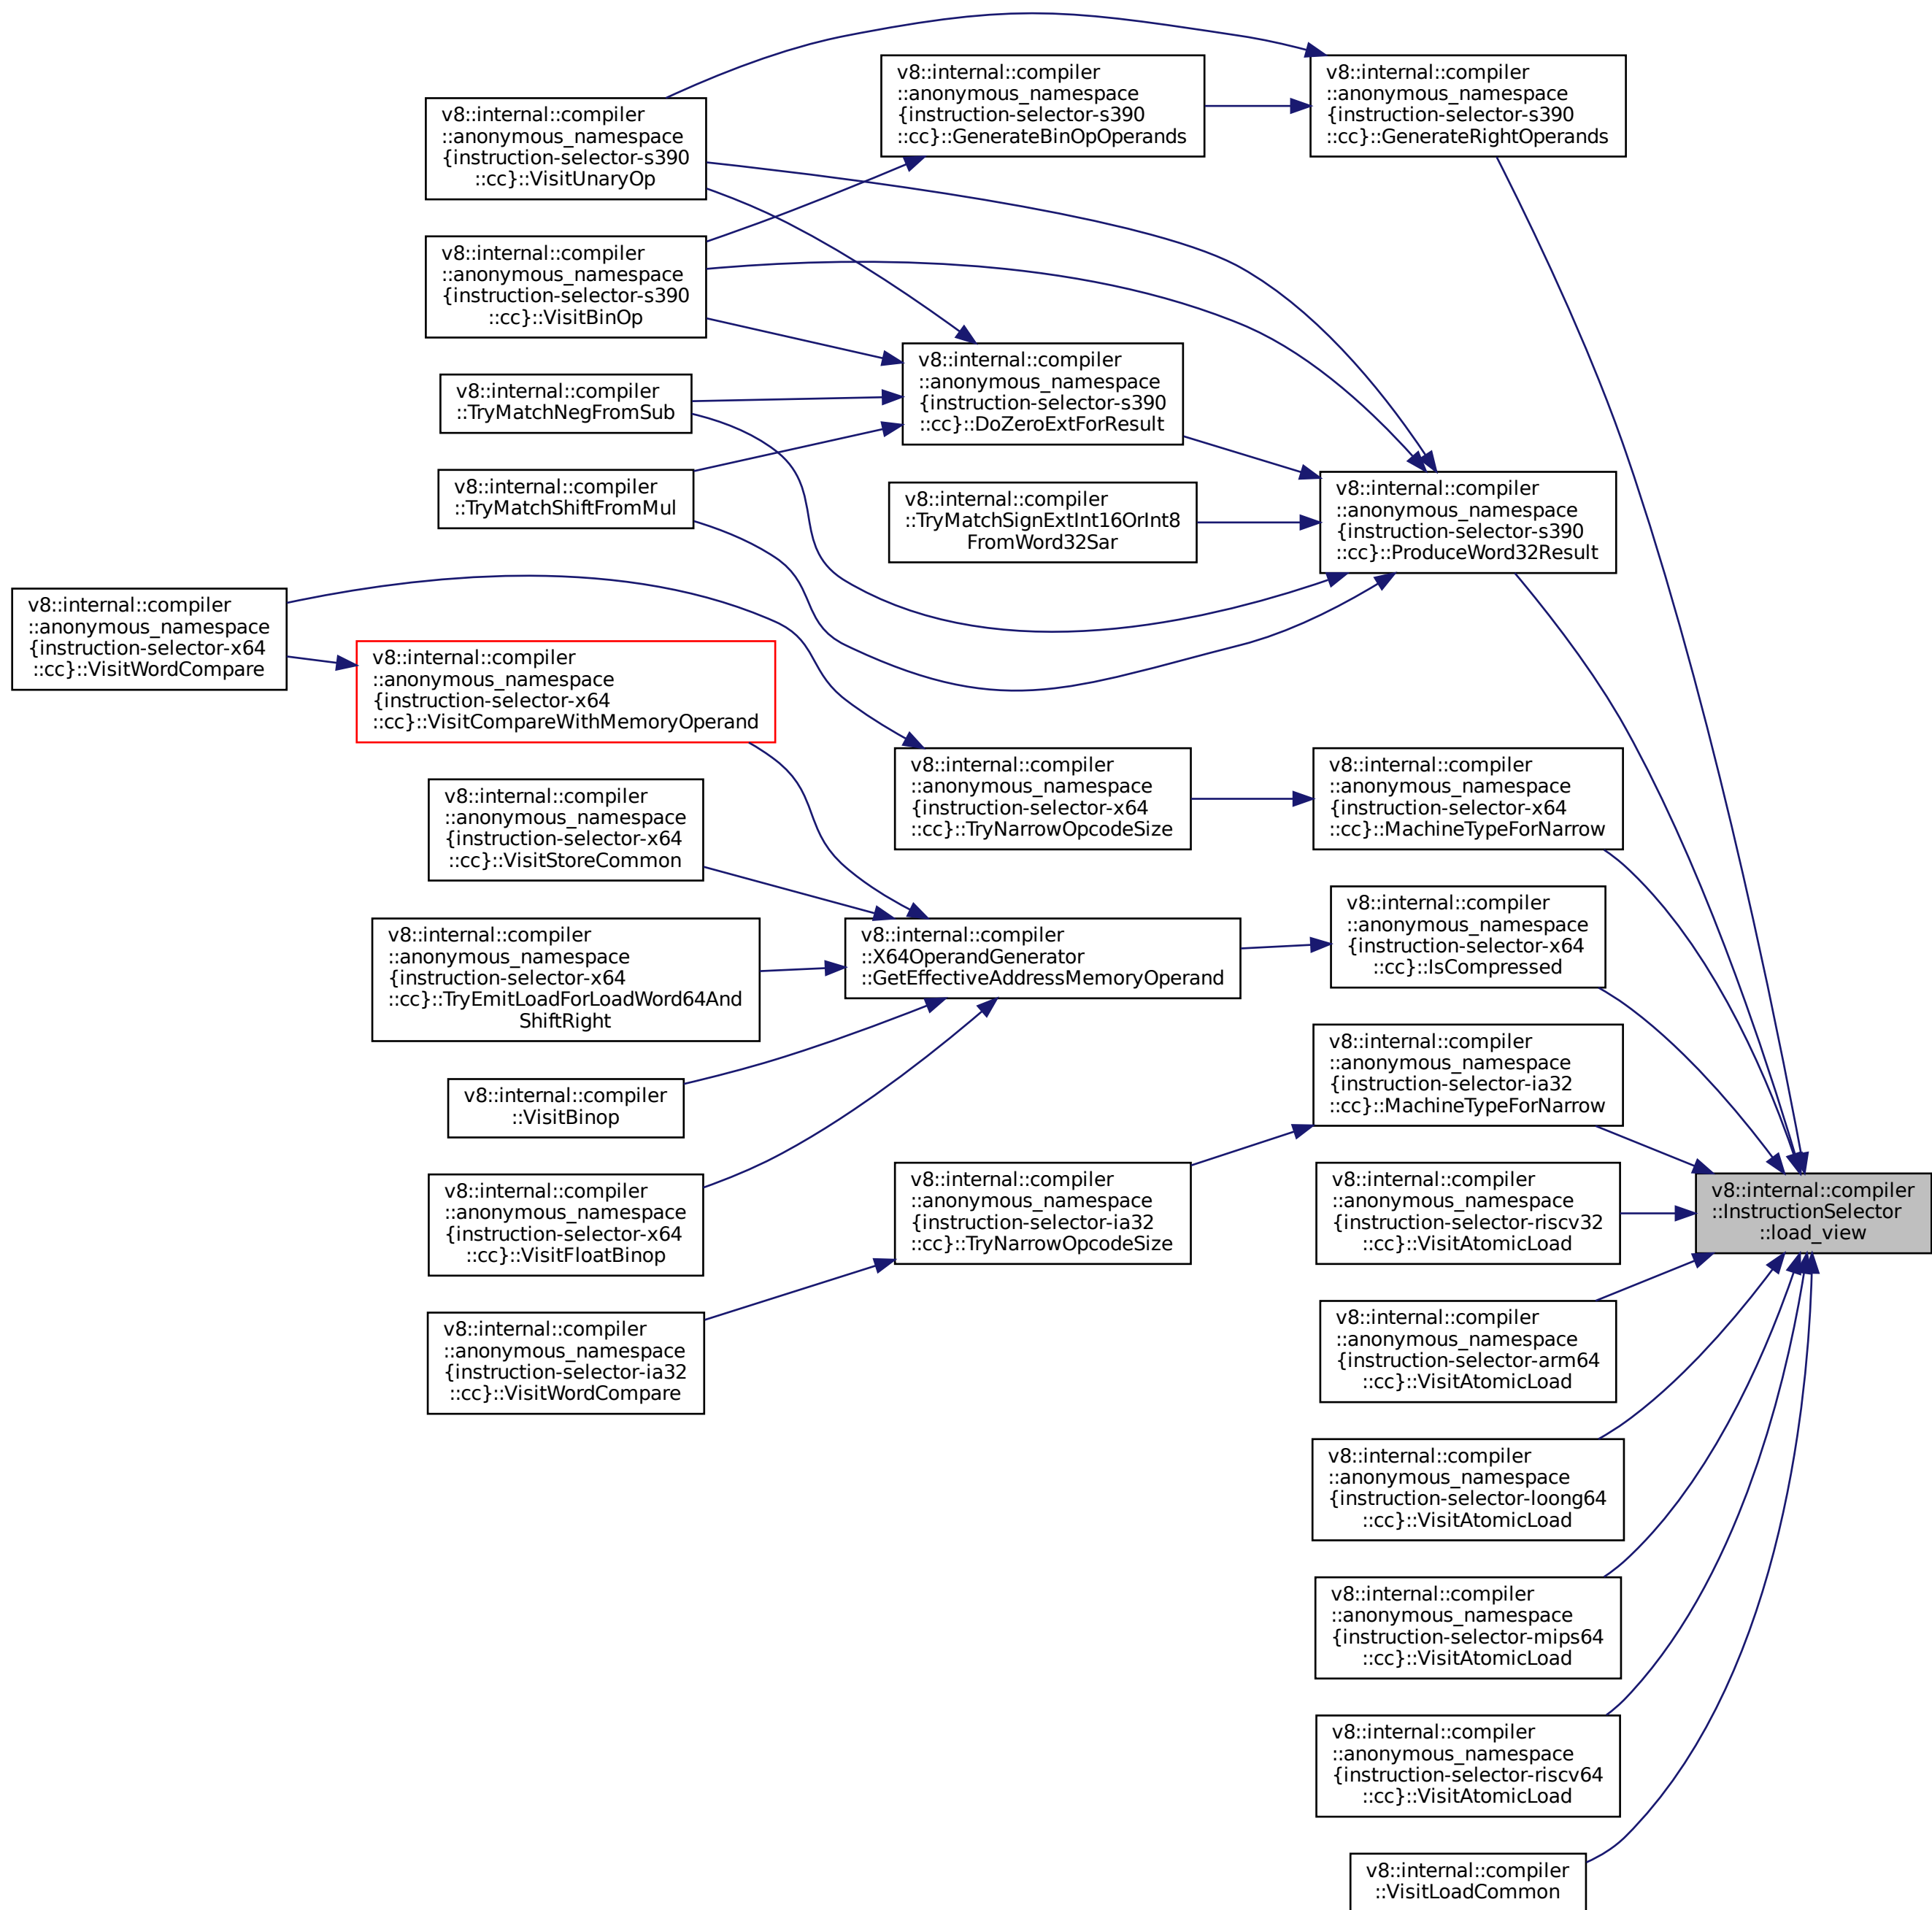 v8::internal::compiler
::anonymous_namespace
{instruction-selector-s390
::cc}::GenerateBinOpOperands
v8::internal::compiler
::anonymous_namespace
{instruction-selector-s390
::cc}::GenerateRightOperands
v8::internal::compiler
::anonymous_namespace
{instruction-selector-s390
::cc}::VisitUnaryOp
v8::internal::compiler
::anonymous_namespace
{instruction-selector-s390
::cc}::VisitBinOp
v8::internal::compiler
::anonymous_namespace
{instruction-selector-s390
::cc}::DoZeroExtForResult
v8::internal::compiler
::TryMatchNegFromSub
v8::internal::compiler
::TryMatchShiftFromMul
v8::internal::compiler
::TryMatchSignExtInt16OrInt8
FromWord32Sar
v8::internal::compiler
::anonymous_namespace
{instruction-selector-s390
::cc}::ProduceWord32Result
v8::internal::compiler
::anonymous_namespace
{instruction-selector-x64
::cc}::VisitWordCompare
v8::internal::compiler
::anonymous_namespace
{instruction-selector-x64
::cc}::VisitCompareWithMemoryOperand
v8::internal::compiler
::anonymous_namespace
{instruction-selector-x64
::cc}::TryNarrowOpcodeSize
v8::internal::compiler
::anonymous_namespace
{instruction-selector-x64
::cc}::MachineTypeForNarrow
v8::internal::compiler
::anonymous_namespace
{instruction-selector-x64
::cc}::VisitStoreCommon
v8::internal::compiler
::anonymous_namespace
{instruction-selector-x64
::cc}::IsCompressed
v8::internal::compiler
::anonymous_namespace
{instruction-selector-x64
::cc}::TryEmitLoadForLoadWord64And
ShiftRight
v8::internal::compiler
::X64OperandGenerator
::GetEffectiveAddressMemoryOperand
v8::internal::compiler
::anonymous_namespace
{instruction-selector-ia32
::cc}::MachineTypeForNarrow
v8::internal::compiler
::VisitBinop
v8::internal::compiler
::anonymous_namespace
{instruction-selector-x64
::cc}::VisitFloatBinop
v8::internal::compiler
::anonymous_namespace
{instruction-selector-ia32
::cc}::TryNarrowOpcodeSize
v8::internal::compiler
::anonymous_namespace
{instruction-selector-riscv32
::cc}::VisitAtomicLoad
v8::internal::compiler
::InstructionSelector
::load_view
v8::internal::compiler
::anonymous_namespace
{instruction-selector-ia32
::cc}::VisitWordCompare
v8::internal::compiler
::anonymous_namespace
{instruction-selector-arm64
::cc}::VisitAtomicLoad
v8::internal::compiler
::anonymous_namespace
{instruction-selector-loong64
::cc}::VisitAtomicLoad
v8::internal::compiler
::anonymous_namespace
{instruction-selector-mips64
::cc}::VisitAtomicLoad
v8::internal::compiler
::anonymous_namespace
{instruction-selector-riscv64
::cc}::VisitAtomicLoad
v8::internal::compiler
::VisitLoadCommon